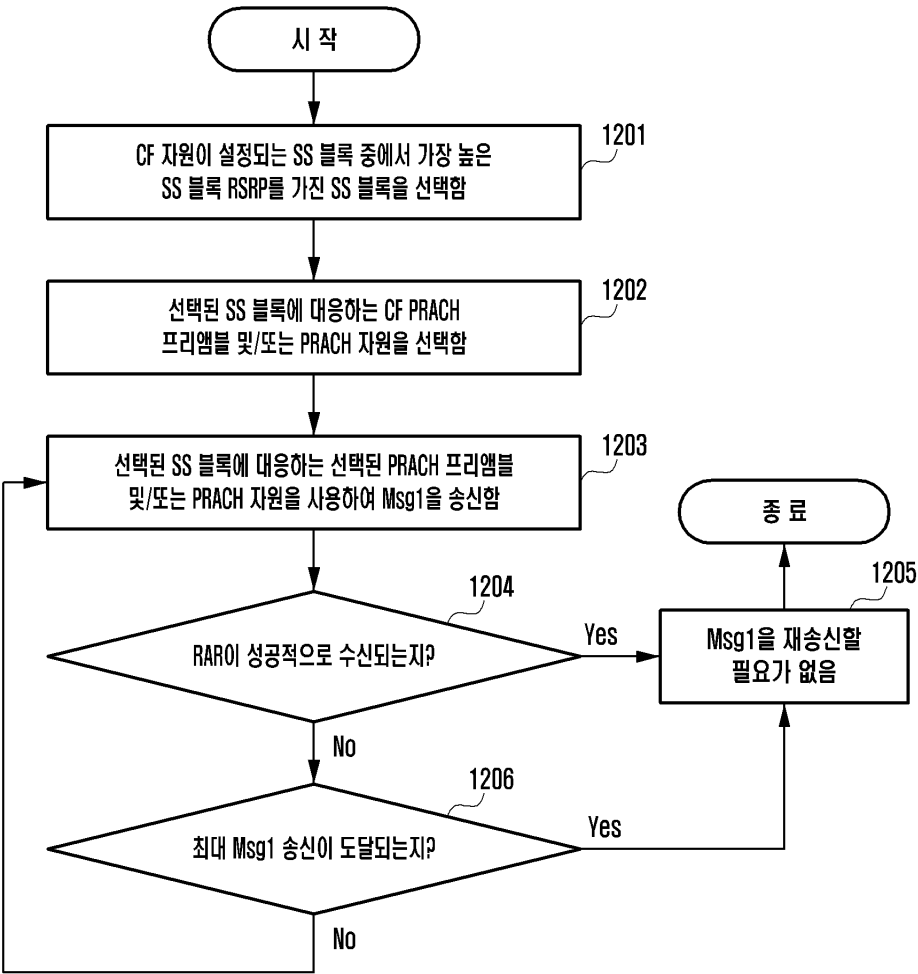 시 작
1201
CF 자원이 설정되는 SS 블록 중에서 가장 높은
SS 블록 RSRP를 가진 SS 블록을 선택함
1202
선택된 SS 블록에 대응하는 CF PRACH
프리앰블 및/또는 PRACH 자원을 선택함
1203
선택된 SS 블록에 대응하는 선택된 PRACH 프리앰블
및/또는 PRACH 자원을 사용하여 Msg1을 송신함
종 료
1204
RAR이 성공적으로 수신되는지?
Yes
1205
Msg1을 재송신할
필요가 없음
No
1206
최대 Msg1 송신이 도달되는지?
Yes
No